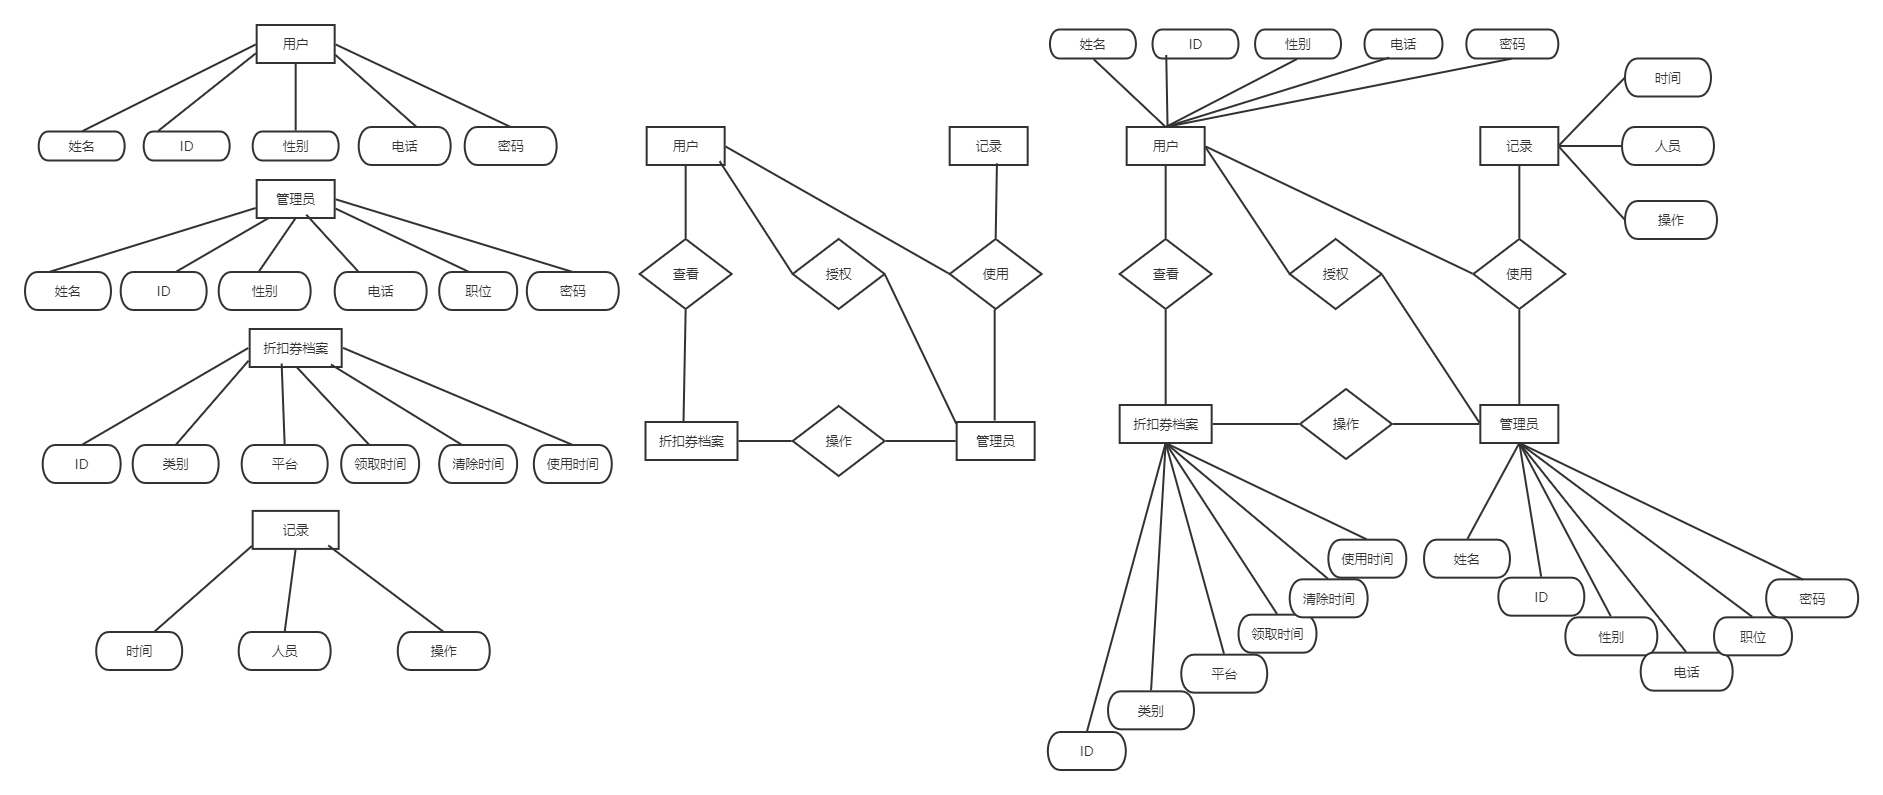 用户
姓名
ID
性别
电话
密码
管理员
姓名
ID
性别
电话
职位
密码
折扣券档案
ID
类别
平台
领取时间
清除时间
使用时间
记录
时间
人员
操作
用户
记录
查看
授权
使用
折扣券档案
操作
管理员
姓名
ID
性别
电话
密码
时间
用户
记录
人员
操作
查看
授权
使用
折扣券档案
操作
管理员
使用时间
清除时间
领取时间
平台
类别
ID
姓名
ID
性别
电话
职位
密码